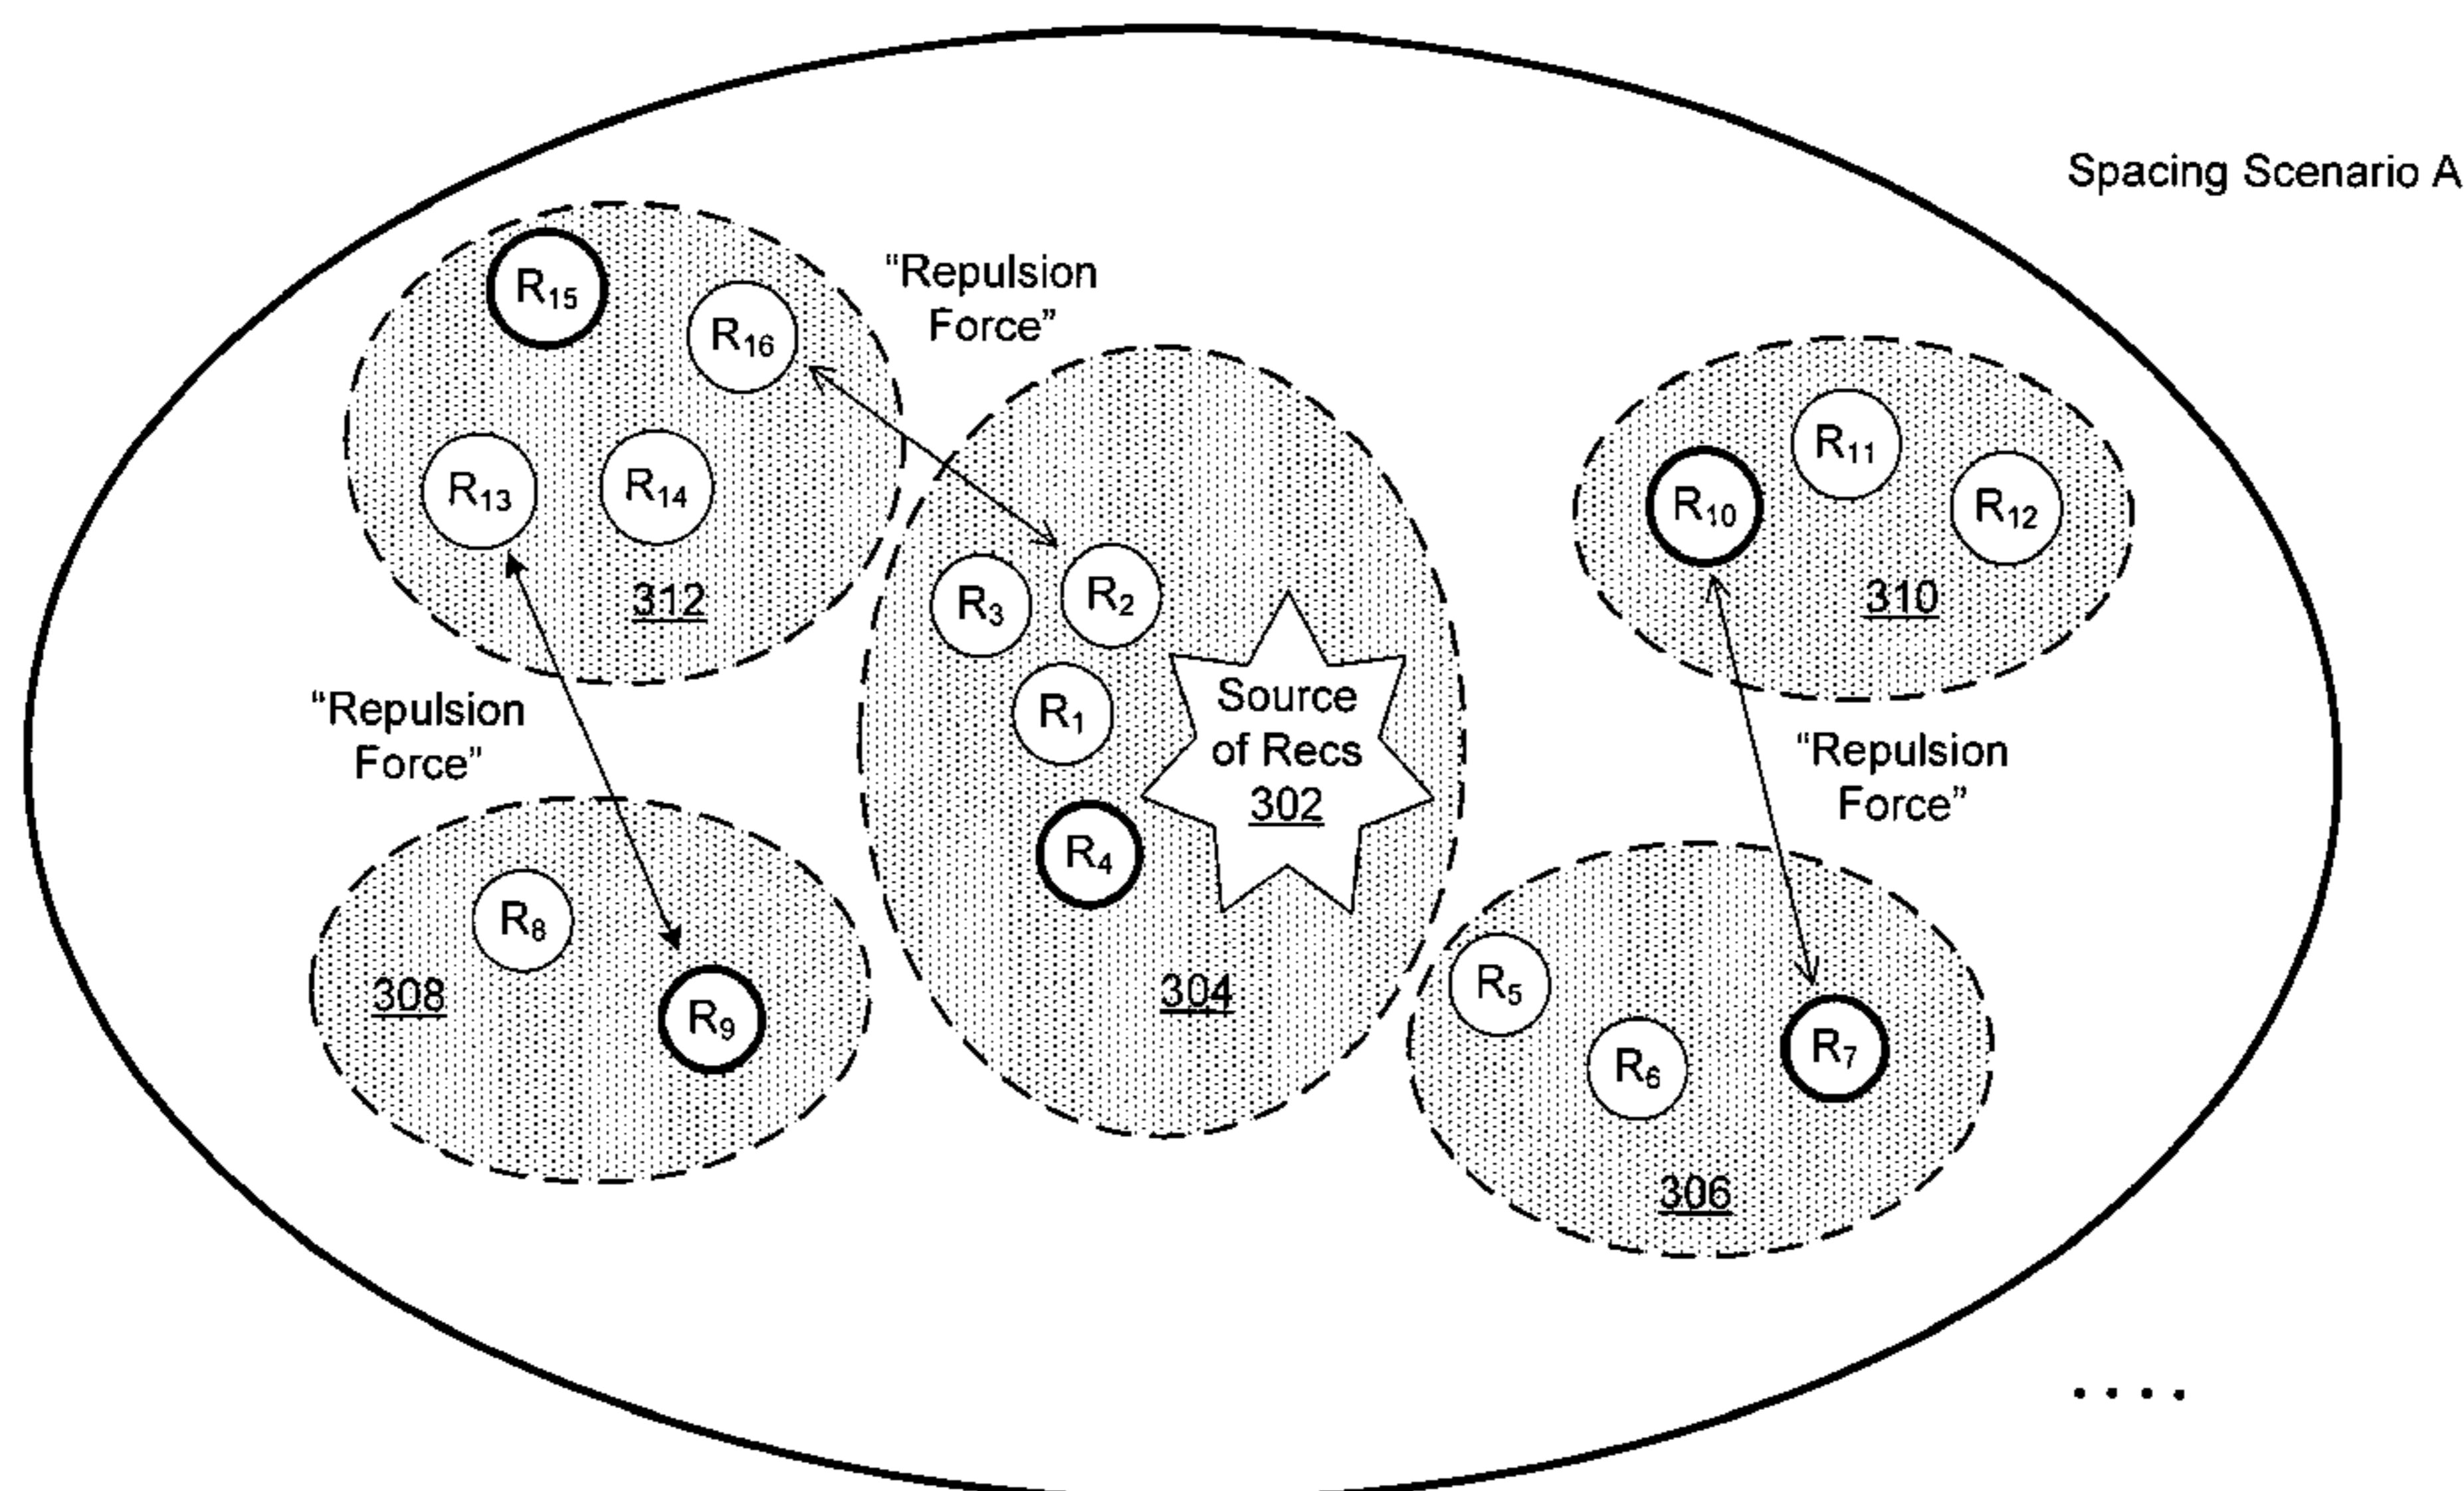 Spacing Scenario A
“Repulsion
Force”
R15
R16
R13
R14
312
R11
R10
R12
310
R3
R2
R1
R4
Source
of Recs
302
304
“Repulsion
Force”
“Repulsion
Force”
R8
R9
308
R5
R6
R7
306
....